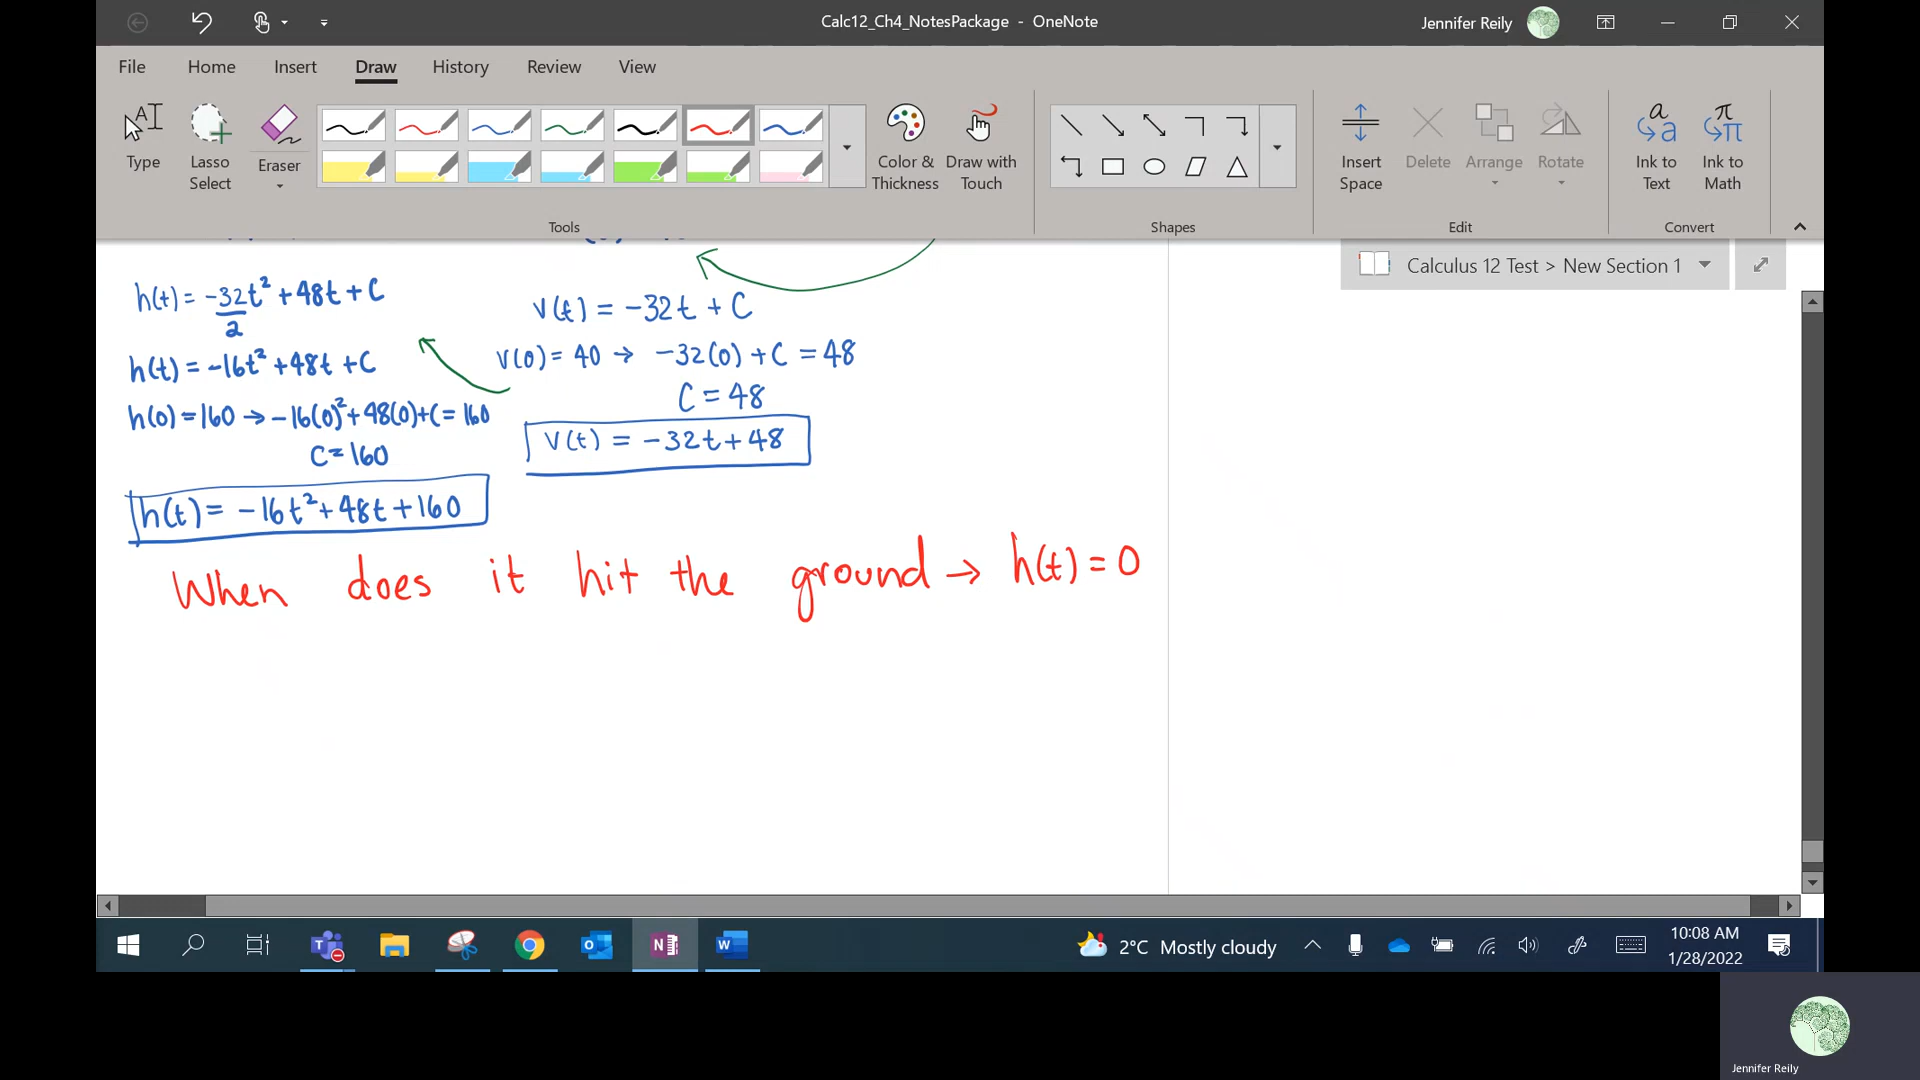 Calc12_Ch4_NotesPackage - OneNote
Jennifer Reily
File Home Insert Draw History Review View
Type
Lasso Select
Eraser
Color & Thickness
Draw with Touch
Insert Space
Delete
Arrange
Rotate
Ink to Text
Ink to Math
Tools
Shapes
Edit
Convert
Calculus 12 Test > New Section 1
h(t) = -32t² + 48t + C
2
h(t) = -16t² + 48t + C
h(0) = 160 → -16(0)² + 48(0) + C = 160
C = 160
h(t) = -16t² + 48t + 160
v(t) = -32t + C
v(0) = 40 → -32(0) + C = 48
C = 48
v(t) = -32t + 48
When does it hit the ground → h(t) = 0
2°C Mostly cloudy
10:08 AM
1/28/2022
Jennifer Reily